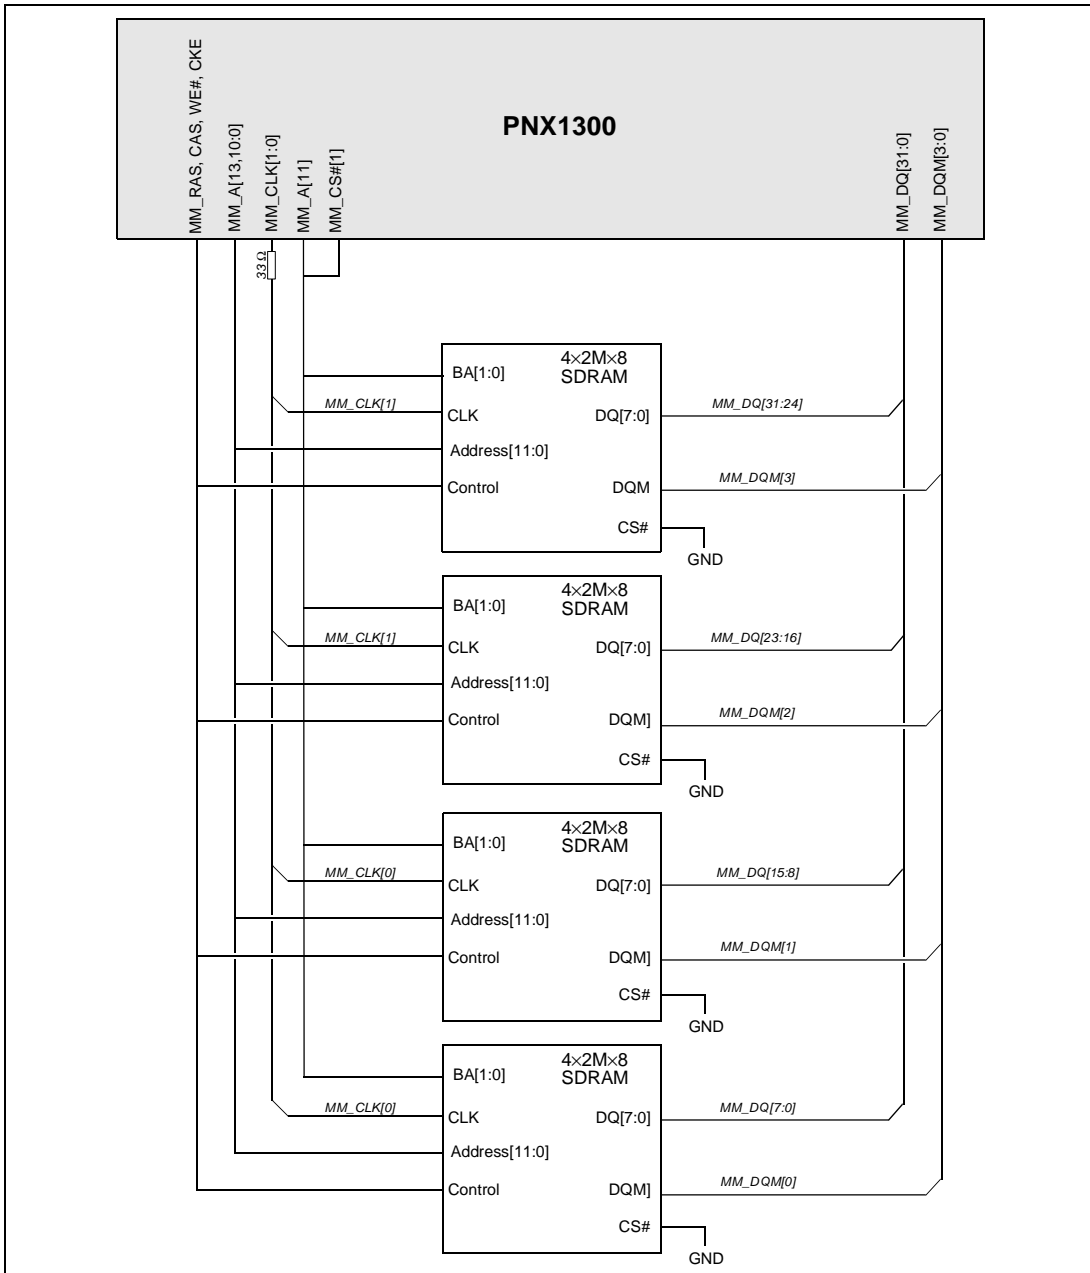 PNX1300
MM_RAS, CAS, WE#, CKE
MM_A[13,10:0]
MM_CLK[1:0]
MM_A[11]
MM_CS#[1]
MM_DQ[31:0]
MM_DQM[3:0]
33 Ω
4×2M×8
SDRAM
BA[1:0]
MM_CLK[1]
CLK
DQ[7:0]
MM_DQ[31:24]
Address[11:0]
Control
DQM
MM_DQM[3]
CS#
GND
4×2M×8
SDRAM
BA[1:0]
MM_CLK[1]
CLK
DQ[7:0]
MM_DQ[23:16]
Address[11:0]
Control
DQM]
MM_DQM[2]
CS#
GND
4×2M×8
SDRAM
BA[1:0]
MM_CLK[0]
CLK
DQ[7:0]
MM_DQ[15:8]
Address[11:0]
Control
DQM]
MM_DQM[1]
CS#
GND
4×2M×8
SDRAM
BA[1:0]
MM_CLK[0]
CLK
DQ[7:0]
MM_DQ[7:0]
Address[11:0]
Control
DQM]
MM_DQM[0]
CS#
GND